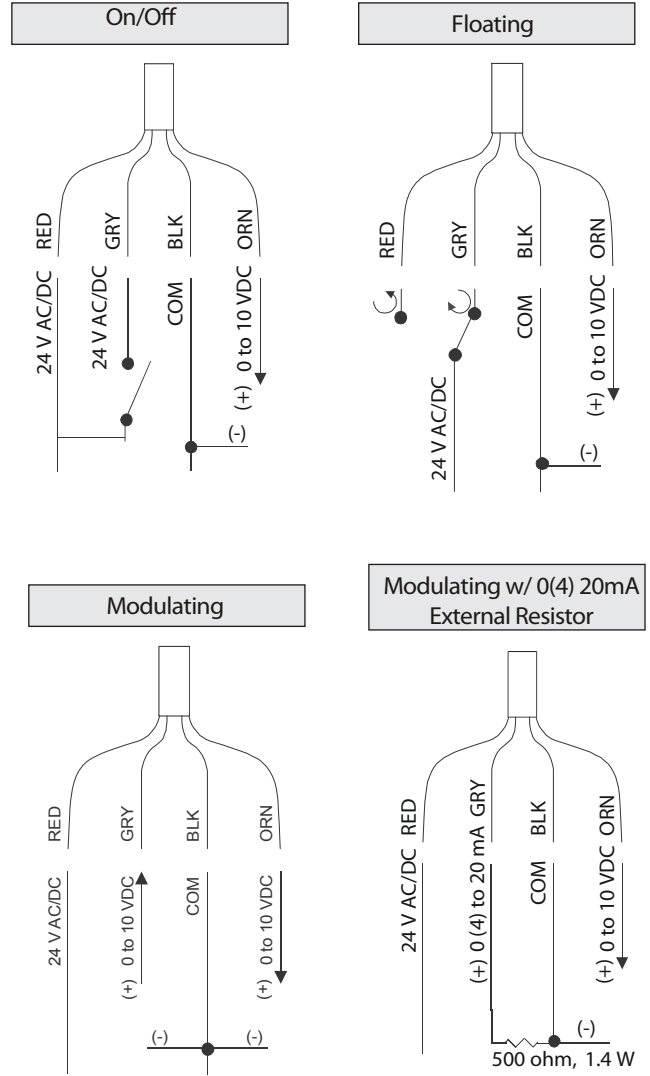 On/Off
RED
GRY
BLK
ORN
24 V AC/DC
24 V AC/DC
COM
(+) 0 to 10 VDC
(-)
Floating
RED
GRY
BLK
ORN
24 V AC/DC
COM
(+) 0 to 10 VDC
(-)
Modulating
RED
GRY
BLK
ORN
24 V AC/DC
(+) 0 to 10 VDC
COM
(+) 0 to 10 VDC
(-)
(-)
Modulating w/ 0(4) 20mA
External Resistor
24 V AC/DC RED
(+) 0 (4) to 20 mA GRY
COM BLK
(+) 0 to 10 VDC ORN
(-)
500 ohm, 1.4 W